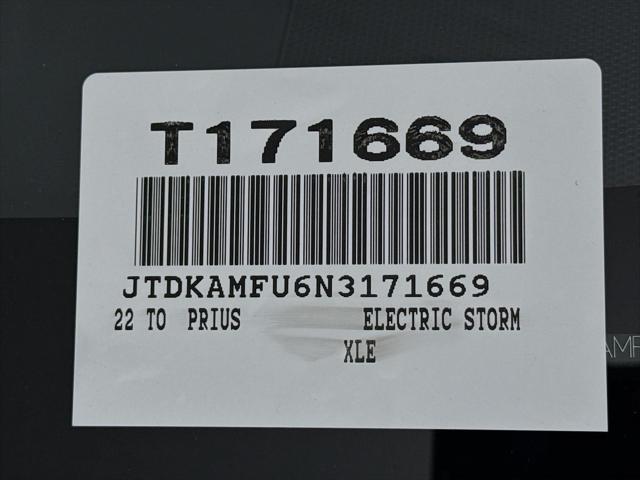 T171669
JTDKAMFU6N3171669
22 TO PRIUS ELECTRIC STORM
XLE